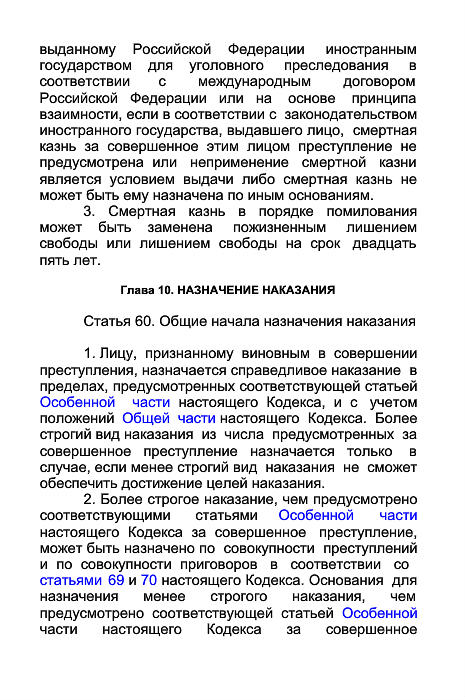 выданному Российской Федерации иностранным
государством для уголовного преследования в
соответствии с международным договором
Российской Федерации или на основе принципа
взаимности, если в соответствии с законодательством
иностранного государства, выдавшего лицо, смертная
казнь за совершенное этим лицом преступление не
предусмотрена или неприменение смертной казни
является условием выдачи либо смертная казнь не
может быть ему назначена по иным основаниям.
3. Смертная казнь в порядке помилования
может быть заменена пожизненным лишением
свободы или лишением свободы на срок двадцать
пять лет.
Глава 10. НАЗНАЧЕНИЕ НАКАЗАНИЯ
Статья 60. Общие начала назначения наказания
1. Лицу, признанному виновным в совершении
преступления, назначается справедливое наказание в
пределах, предусмотренных соответствующей статьей
Особенной части настоящего Кодекса, и с учетом
положений Общей части настоящего Кодекса. Более
строгий вид наказания из числа предусмотренных за
совершенное преступление назначается только в
случае, если менее строгий вид наказания не сможет
обеспечить достижение целей наказания.
2. Более строгое наказание, чем предусмотрено
соответствующими статьями Особенной части
настоящего Кодекса за совершенное преступление,
может быть назначено по совокупности преступлений
и по совокупности приговоров в соответствии со
статьями 69 и 70 настоящего Кодекса. Основания для
назначения менее строгого наказания, чем
предусмотрено соответствующей статьей Особенной
части настоящего Кодекса за совершенное